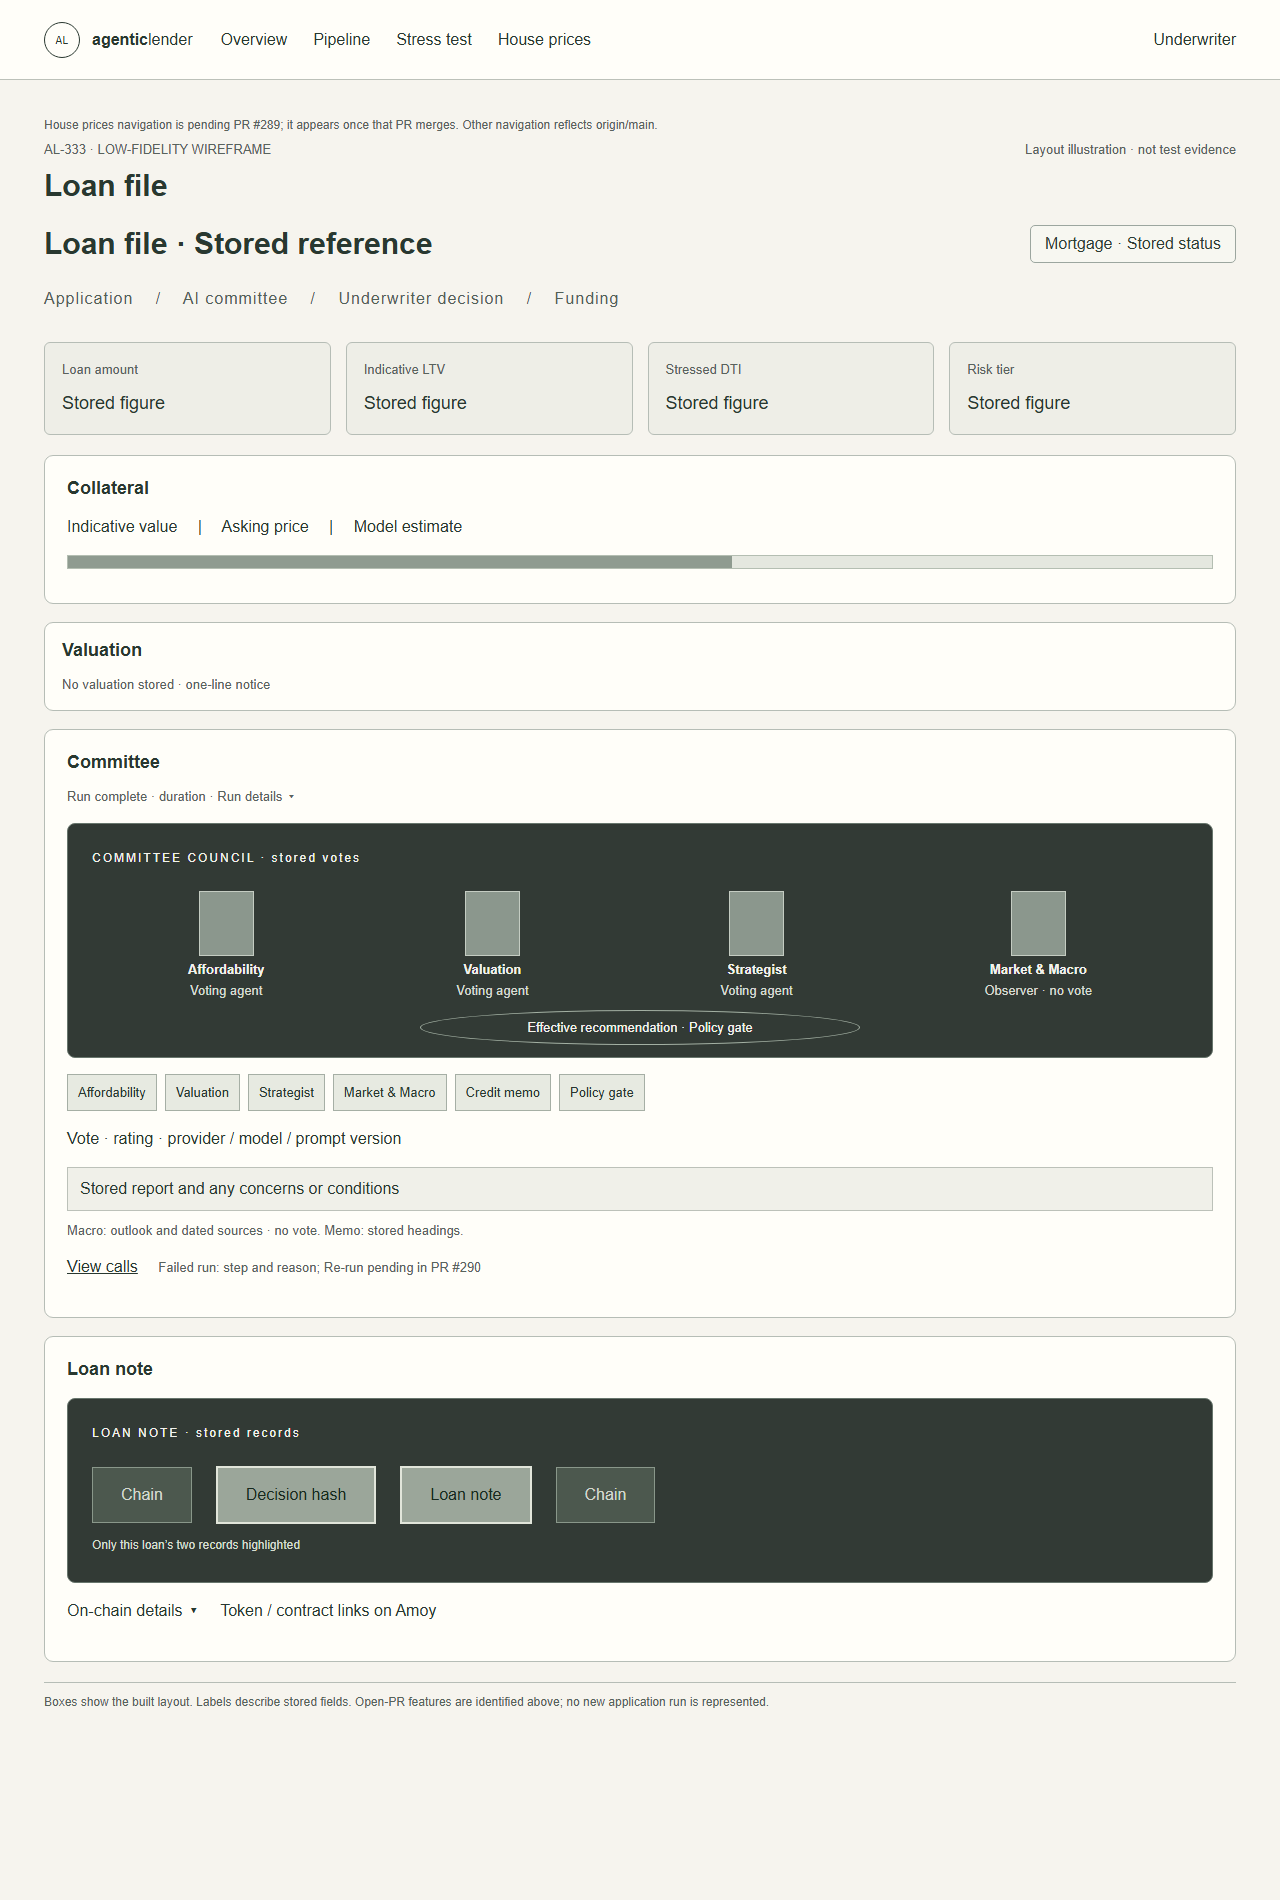 AL agenticlender Overview Pipeline Stress test House prices Underwriter
House prices navigation is pending PR #289; it appears once that PR merges. Other navigation reflects origin/main.
AL-333 · LOW-FIDELITY WIREFRAME Layout illustration · not test evidence
Loan file
Loan file · Stored reference Mortgage · Stored status
Application / AI committee / Underwriter decision / Funding
Loan amount Indicative LTV Stressed DTI Risk tier
Stored figure Stored figure Stored figure Stored figure
Collateral
Indicative value | Asking price | Model estimate
Valuation
No valuation stored · one-line notice
Committee
Run complete · duration · Run details ▾
COMMITTEE COUNCIL · stored votes
Affordability Valuation Strategist Market & Macro
Voting agent Voting agent Voting agent Observer · no vote
Effective recommendation · Policy gate
Affordability Valuation Strategist Market & Macro Credit memo Policy gate
Vote · rating · provider / model / prompt version
Stored report and any concerns or conditions
Macro: outlook and dated sources · no vote. Memo: stored headings.
View calls Failed run: step and reason; Re-run pending in PR #290
Loan note
LOAN NOTE · stored records
Chain Decision hash Loan note Chain
Only this loan's two records highlighted
On-chain details ▾ Token / contract links on Amoy
Boxes show the built layout. Labels describe stored fields. Open-PR features are identified above; no new application run is represented.